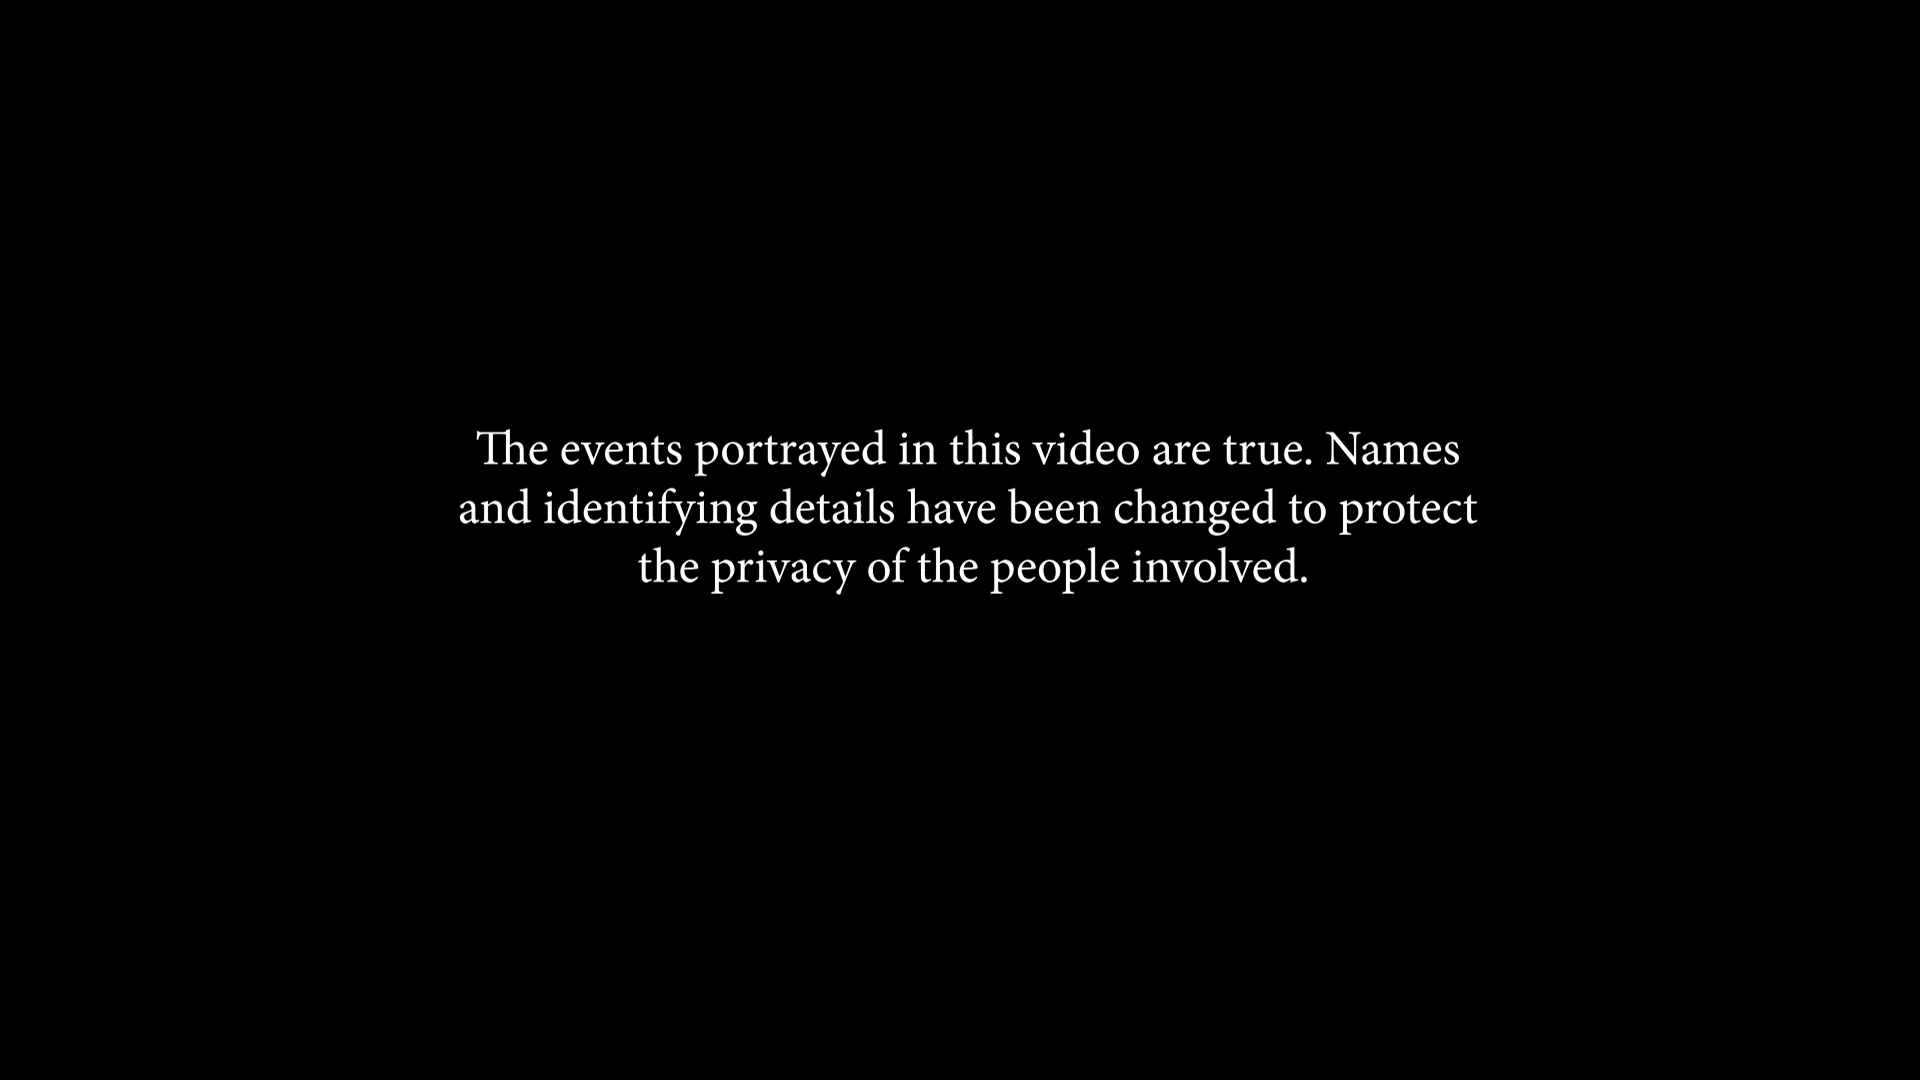 The events portrayed in this video are true. Names
and identifying details have been changed to protect
the privacy of the people involved.